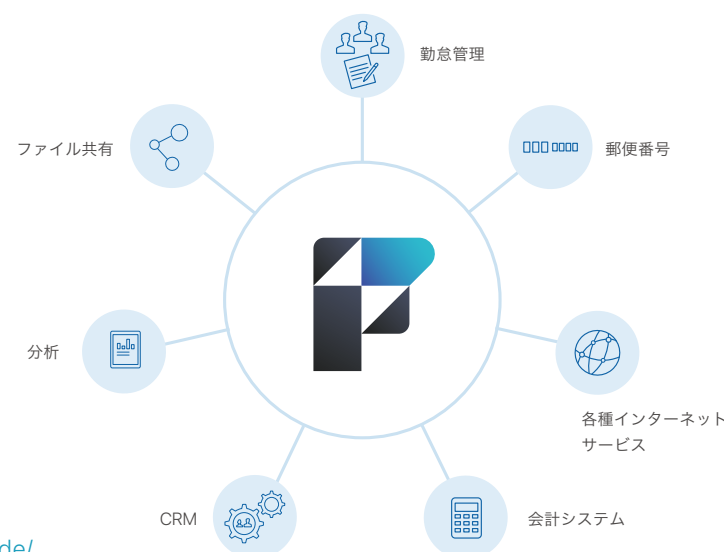 勤怠管理
ファイル共有
郵便番号
分析
各種インターネット
サービス
CRM
会計システム
de/